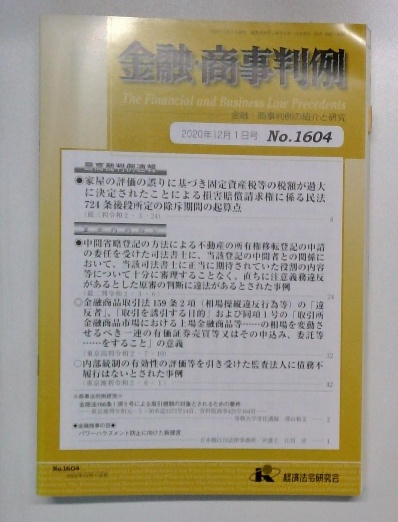 金融・商事判例
The Financial and Business Law Precedents
金融・商事判例の紹介と研究
2020年12月1日号 No.1604
最高裁判例速報
●家屋の評価の誤りに基づき固定資産税等の税額が過大
に決定されたことによる損害賠償請求権に係る民法
724条後段所定の除斥期間の起算点
8
●中間省略登記の方法による不動産の所有権移転登記の申請
の委任を受けた司法書士に、当該登記の中間者との関係に
おいて、当該司法書士に正当に期待されていた役割の内容
等について十分に審理することなく、直ちに注意義務違反
があるとした原審の判断に違法があるとされた事例
24
○金融商品取引法159条2項(相場操縦違反行為等)の「違
反者」、「取引を誘引する目的」および同項1号の「取引所
金融商品市場における上場金融商品等……の相場を変動さ
せるべき一連の有価証券売買等又はその申込み、委託等
……をすること」の意義
○内部統制の有効性の評価等を引き受けた監査法人に債務不
履行はないとされた事例
●金融商事の目●
パワーハラスメント防止に向けた新提言
1
No.1604
経済法令研究会